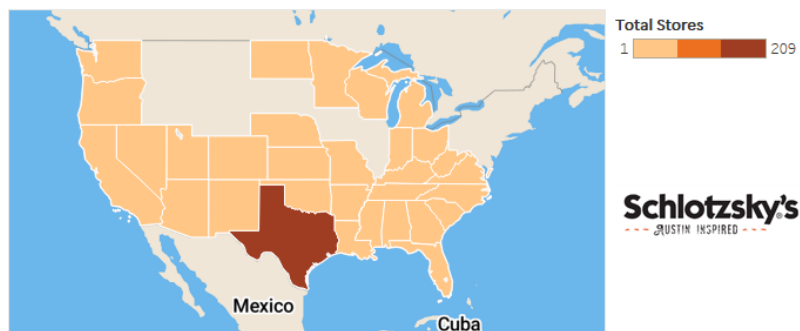 Total Stores
1 209
Schlotzsky's®
AUSTIN INSPIRED
Mexico
Cuba